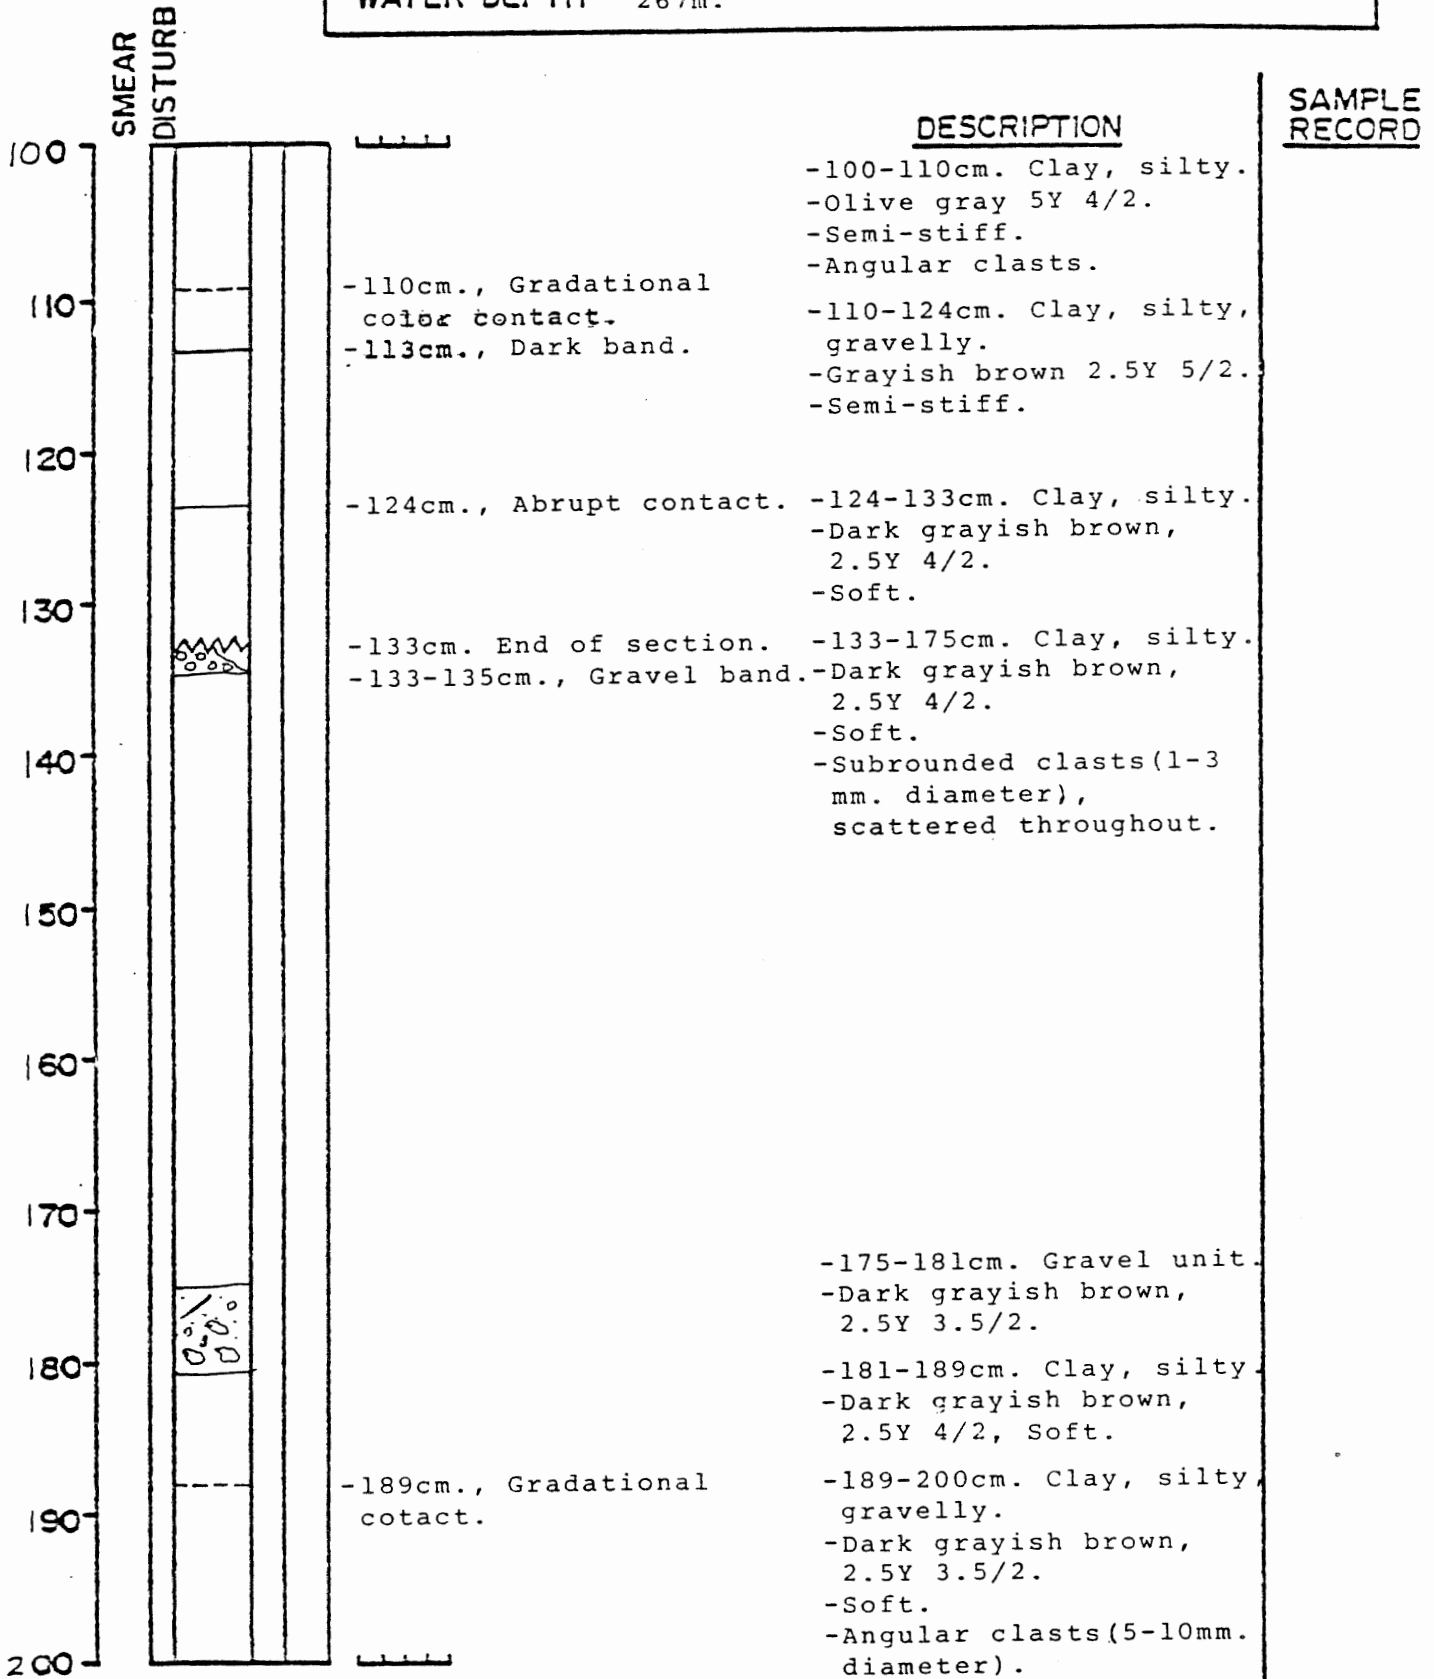 WATER DEPTH 267m.
SMEAR
DISTURB
DESCRIPTION
SAMPLE
RECORD
100
110
120
130
140
150
160
170
180
190
200
-110cm., Gradational
color contact.
-113cm., Dark band.
-124cm., Abrupt contact.
-133cm. End of section.
-133-135cm., Gravel band.
-189cm., Gradational
cotact.
-100-110cm. Clay, silty.
-Olive gray 5Y 4/2.
-Semi-stiff.
-Angular clasts.
-110-124cm. Clay, silty,
gravelly.
-Grayish brown 2.5Y 5/2.
-Semi-stiff.
-124-133cm. Clay, silty.
-Dark grayish brown,
2.5Y 4/2.
-Soft.
-133-175cm. Clay, silty.
-Dark grayish brown,
2.5Y 4/2.
-Soft.
-Subrounded clasts(1-3
mm. diameter),
scattered throughout.
-175-181cm. Gravel unit.
-Dark grayish brown,
2.5Y 3.5/2.
-181-189cm. Clay, silty.
-Dark grayish brown,
2.5Y 4/2, Soft.
-189-200cm. Clay, silty,
gravelly.
-Dark grayish brown,
2.5Y 3.5/2.
-Soft.
-Angular clasts(5-10mm.
diameter).